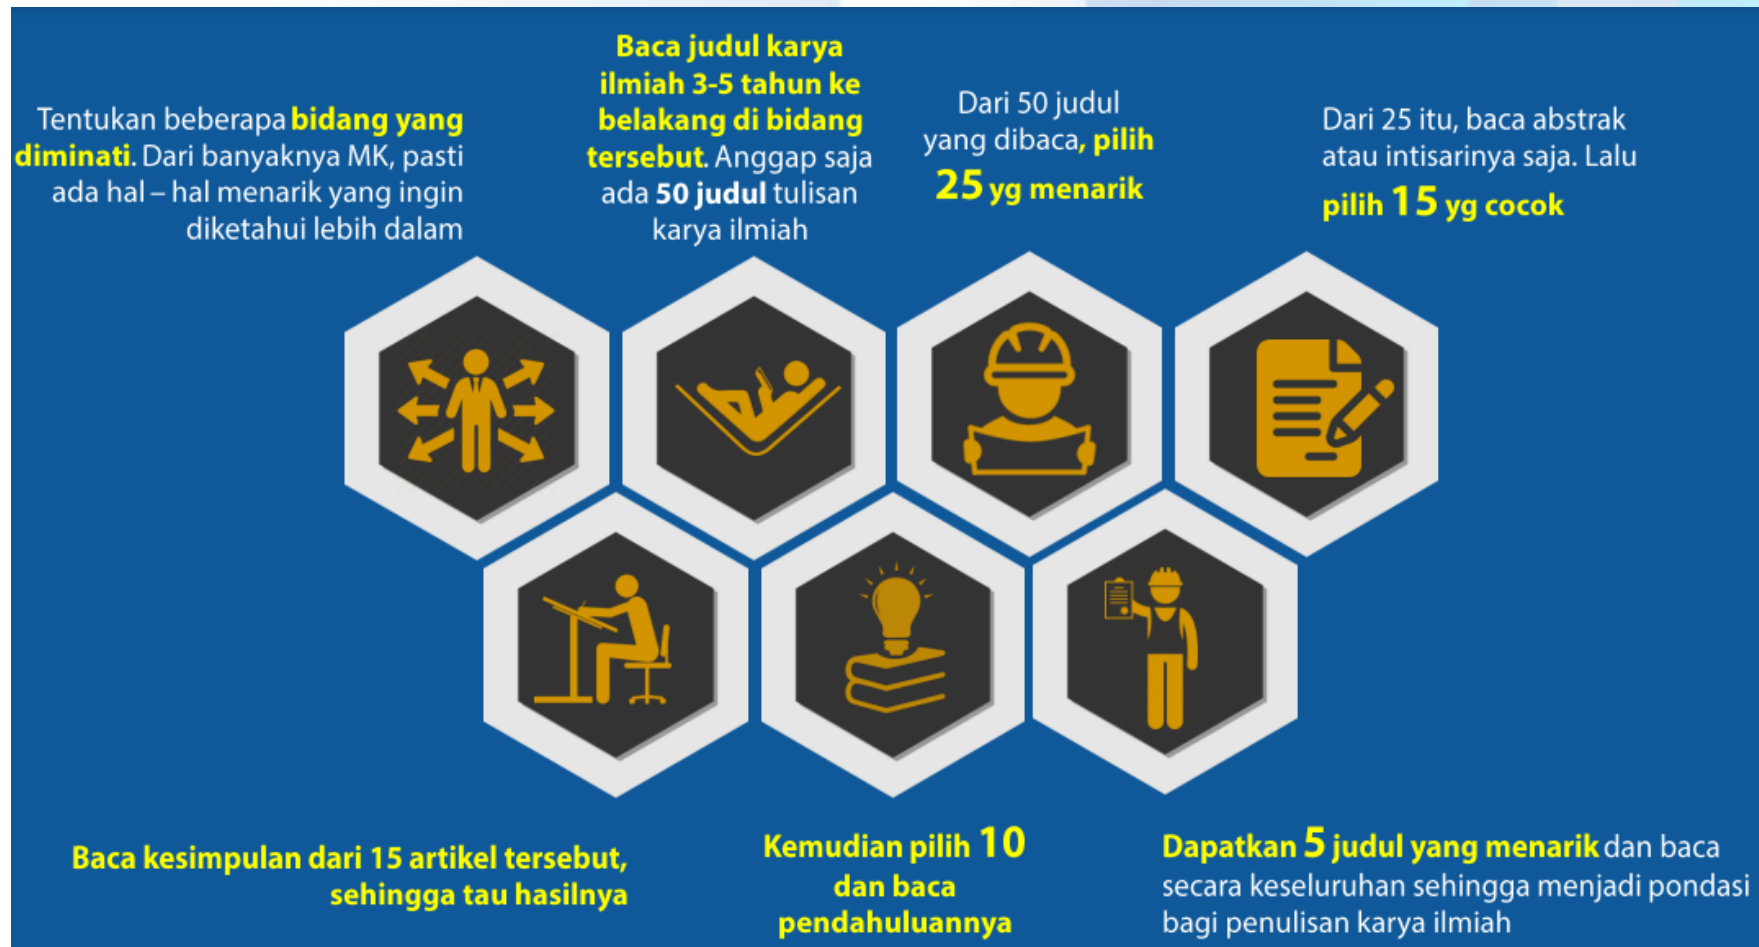 Tentukan beberapa bidang yang
diminati. Dari banyaknya MK, pasti
ada hal – hal menarik yang ingin
diketahui lebih dalam
Baca judul karya
ilmiah 3-5 tahun ke
belakang di bidang
tersebut. Anggap saja
ada 50 judul tulisan
karya ilmiah
Dari 50 judul
yang dibaca, pilih
25 yg menarik
Dari 25 itu, baca abstrak
atau intisarinya saja. Lalu
pilih 15 yg cocok
Baca kesimpulan dari 15 artikel tersebut,
sehingga tau hasilnya
Kemudian pilih 10
dan baca
pendahuluannya
Dapatkan 5 judul yang menarik dan baca
secara keseluruhan sehingga menjadi pondasi
bagi penulisan karya ilmiah